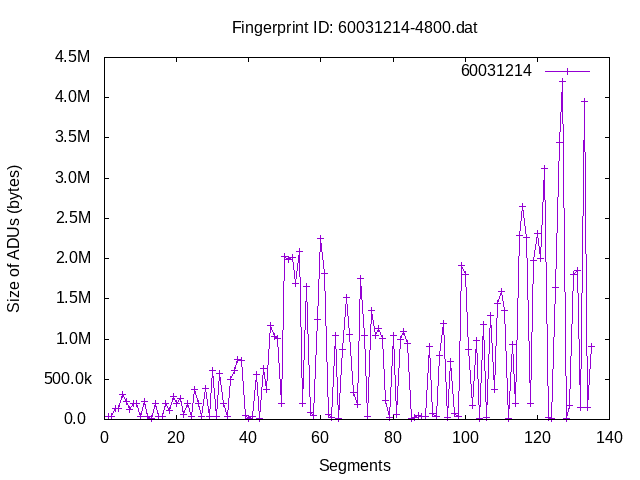 Fingerprint ID: 60031214-4800.dat
4.5M
60031214
4.0M
3.5M
3.0M
2.5M
2.0M
1.5M
1.0M
500.0k
0.0
Size of ADUs (bytes)
0 20 40 60 80 100 120 140
Segments